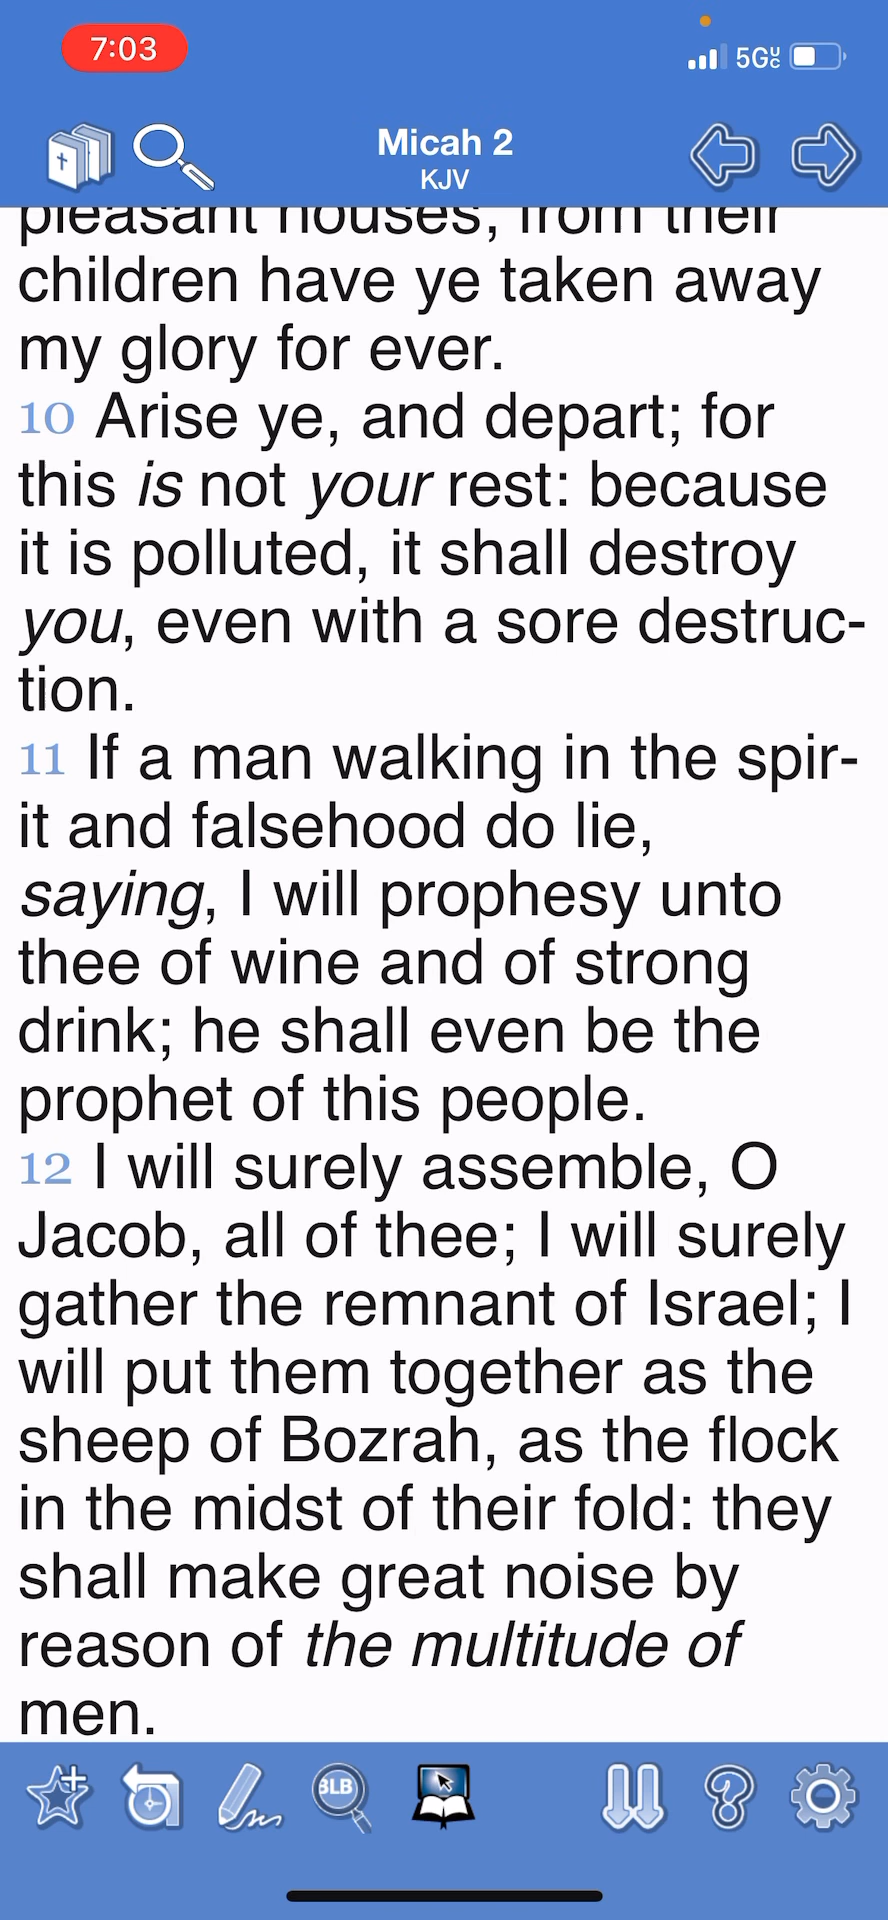 7:03
5GUC
Micah 2
KJV
pleasant houses; from their
children have ye taken away
my glory for ever.
10 Arise ye, and depart; for
this is not your rest: because
it is polluted, it shall destroy
you, even with a sore destruc-
tion.
11 If a man walking in the spir-
it and falsehood do lie,
saying, I will prophesy unto
thee of wine and of strong
drink; he shall even be the
prophet of this people.
12 I will surely assemble, O
Jacob, all of thee; I will surely
gather the remnant of Israel; I
will put them together as the
sheep of Bozrah, as the flock
in the midst of their fold: they
shall make great noise by
reason of the multitude of
men.
BLB